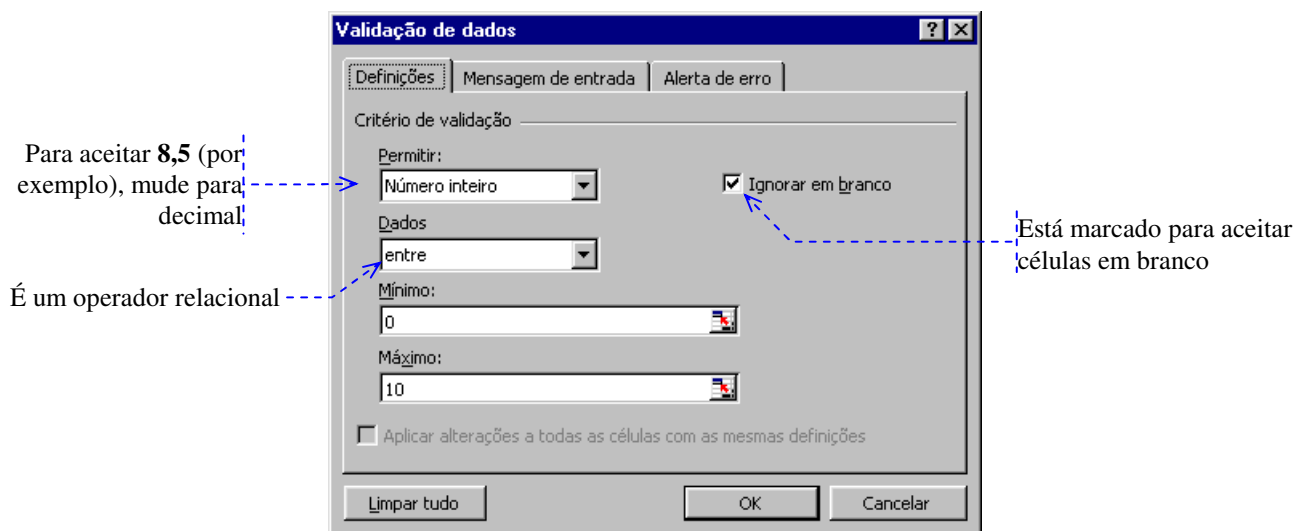 Validação de dados
Definições
Mensagem de entrada
Alerta de erro
Critério de validação
Para aceitar 8,5 (por
exemplo), mude para
decimal
Permitir:
Número inteiro
Ignorar em branco
Está marcado para aceitar
células em branco
Dados
entre
É um operador relacional
Mínimo:
0
Máximo:
10
Aplicar alterações a todas as células com as mesmas definições
Limpar tudo
OK
Cancelar